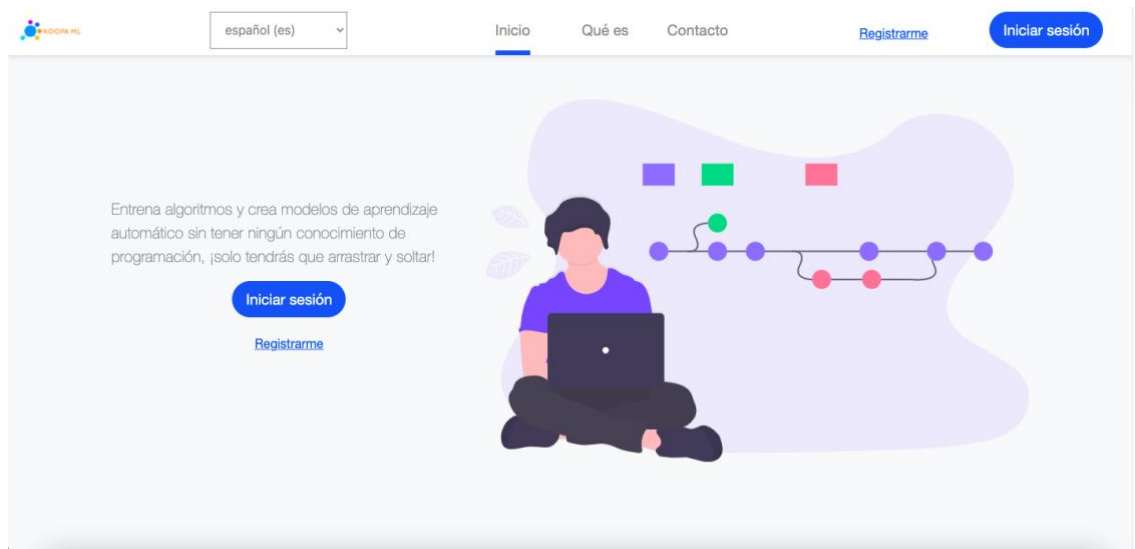 KOOPA ML
español (es)
Inicio
Qué es
Contacto
Registrarme
Iniciar sesión
Entrena algoritmos y crea modelos de aprendizaje
automático sin tener ningún conocimiento de
programación, ¡solo tendrás que arrastrar y soltar!
Iniciar sesión
Registrarme